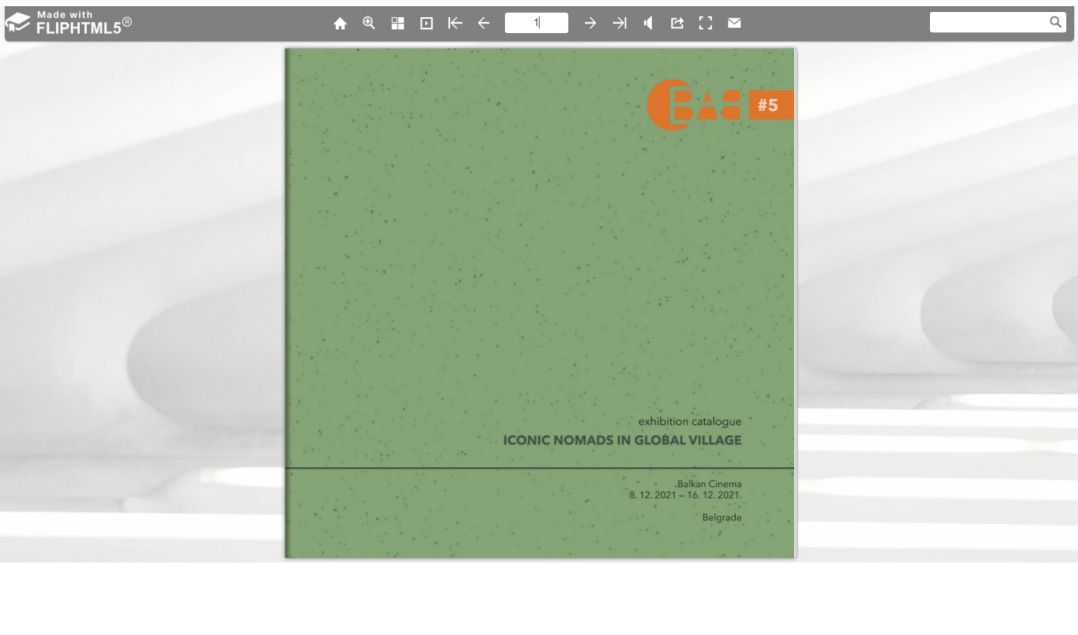 Made with
FLIPHTML5®
1
BAB
#5
exhibition catalogue
ICONIC NOMADS IN GLOBAL VILLAGE
Balkan Cinema
8. 12. 2021 ~ 16. 12. 2021.
Belgrade